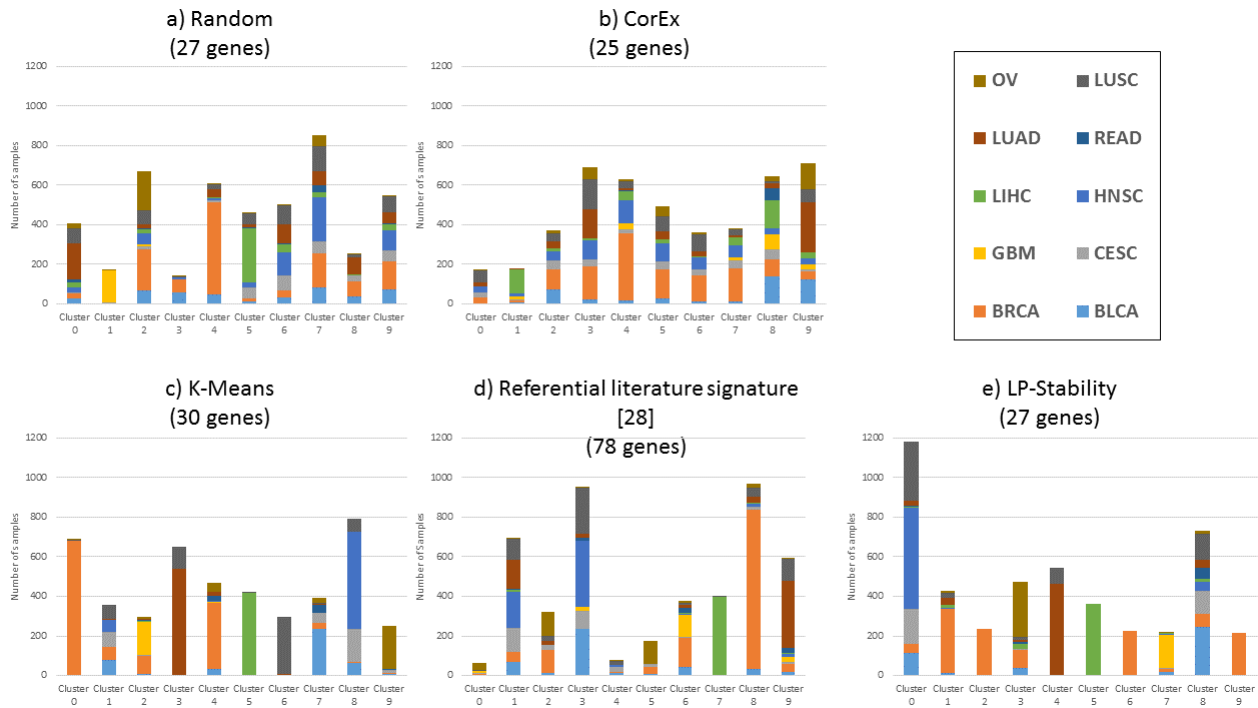 a) Random
(27 genes)
1200
1000
800
600
400
200
0
Number of samples
Cluster 0
Cluster 1
Cluster 2
Cluster 3
Cluster 4
Cluster 5
Cluster 6
Cluster 7
Cluster 8
Cluster 9
b) CorEx
(25 genes)
1200
1000
800
600
400
200
0
Number of samples
Cluster 0
Cluster 1
Cluster 2
Cluster 3
Cluster 4
Cluster 5
Cluster 6
Cluster 7
Cluster 8
Cluster 9
OV LUSC
LUAD READ
LIHC HNSC
GBM CESC
BRCA BLCA
c) K-Means
(30 genes)
1200
1000
800
600
400
200
0
Number of samples
Cluster 0
Cluster 1
Cluster 2
Cluster 3
Cluster 4
Cluster 5
Cluster 6
Cluster 7
Cluster 8
Cluster 9
d) Referential literature signature
[28]
(78 genes)
1200
1000
800
600
400
200
0
Number of Samples
Cluster 0
Cluster 1
Cluster 2
Cluster 3
Cluster 4
Cluster 5
Cluster 6
Cluster 7
Cluster 8
Cluster 9
e) LP-Stability
(27 genes)
1200
1000
800
600
400
200
0
Number of samples
Cluster 0
Cluster 1
Cluster 2
Cluster 3
Cluster 4
Cluster 5
Cluster 6
Cluster 7
Cluster 8
Cluster 9